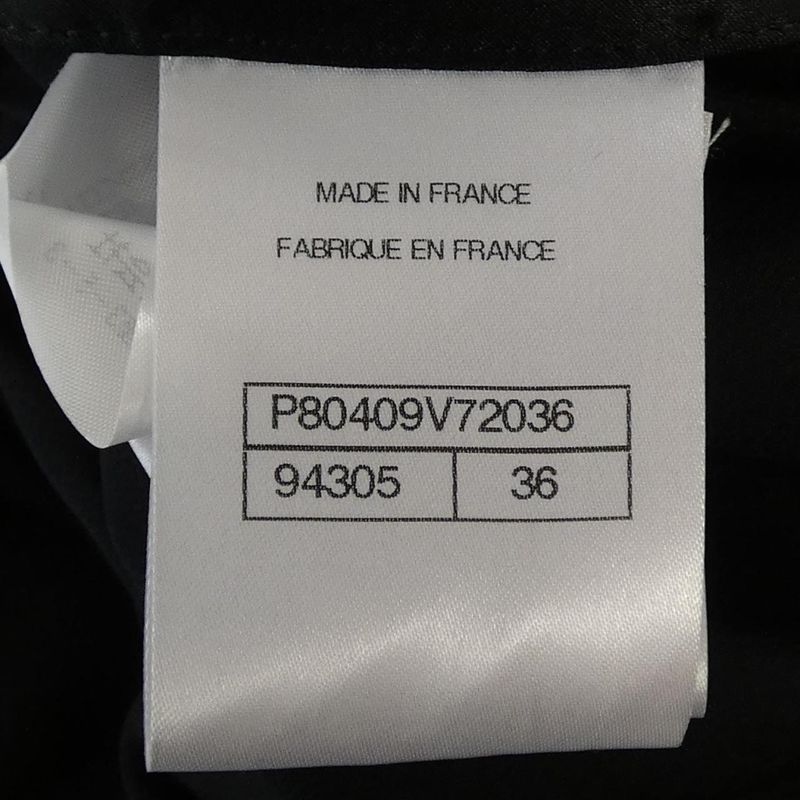 MADE IN FRANCE
FABRIQUE EN FRANCE
P80409V72036
94305 36